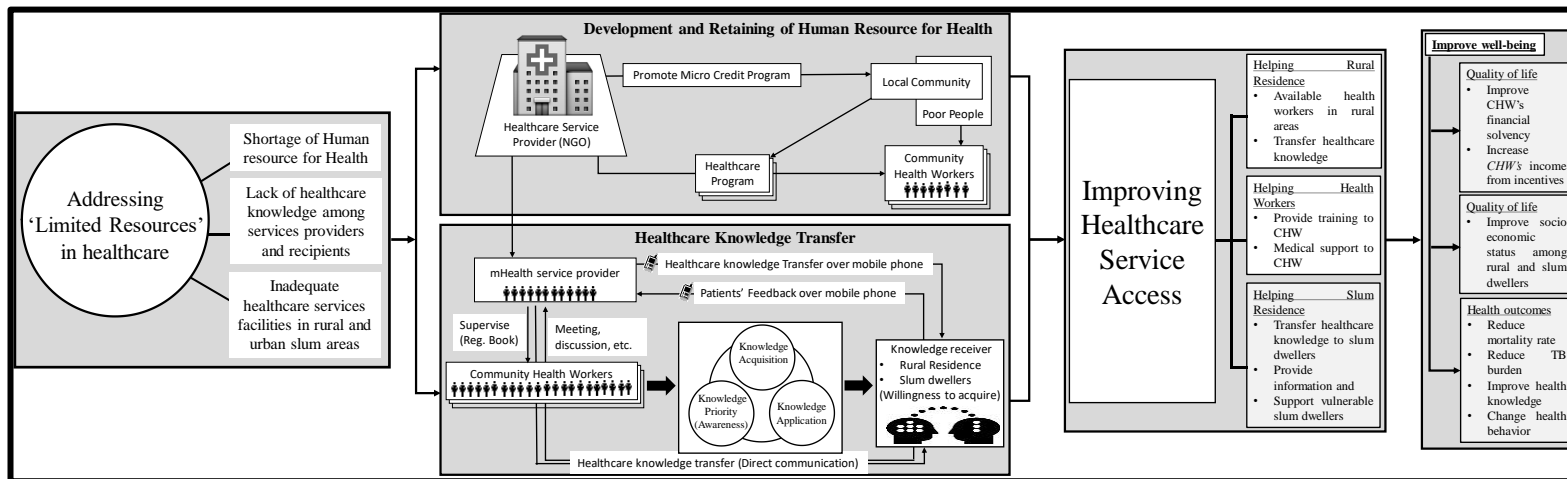 Addressing
‘Limited Resources’
in healthcare
Shortage of Human
resource for Health
Lack of healthcare
knowledge among
services providers
and recipients
Inadequate
healthcare services
facilities in rural and
urban slum areas
Development and Retaining of Human Resource for Health
Healthcare Service
Provider (NGO)
Promote Micro Credit Program
Local Community
Poor People
Healthcare
Program
Community
Health Workers
Healthcare Knowledge Transfer
mHealth service provider
Healthcare knowledge Transfer over mobile phone
Patients’ Feedback over mobile phone
Supervise
(Reg. Book)
Meeting,
discussion, etc.
Community Health Workers
Knowledge
Acquisition
Knowledge
Priority
(Awareness)
Knowledge
Application
Knowledge receiver
• Rural Residence
• Slum dwellers
(Willingness to acquire)
Healthcare knowledge transfer (Direct communication)
Improving
Healthcare
Service
Access
Helping Rural
Residence
• Available health
workers in rural
areas
• Transfer healthcare
knowledge
Helping Health
Workers
• Provide training to
CHW
• Medical support to
CHW
Helping Slum
Residence
• Transfer healthcare
knowledge to slum
dwellers
• Provide
information and
• Support vulnerable
slum dwellers
Improve well-being
Quality of life
• Improve
CHW’s
financial
solvency
• Increase
CHW’s income
from incentives
Quality of life
• Improve socio
economic
status among
rural and slum
dwellers
Health outcomes
• Reduce
mortality rate
• Reduce TB
burden
• Improve health
knowledge
• Change health
behavior